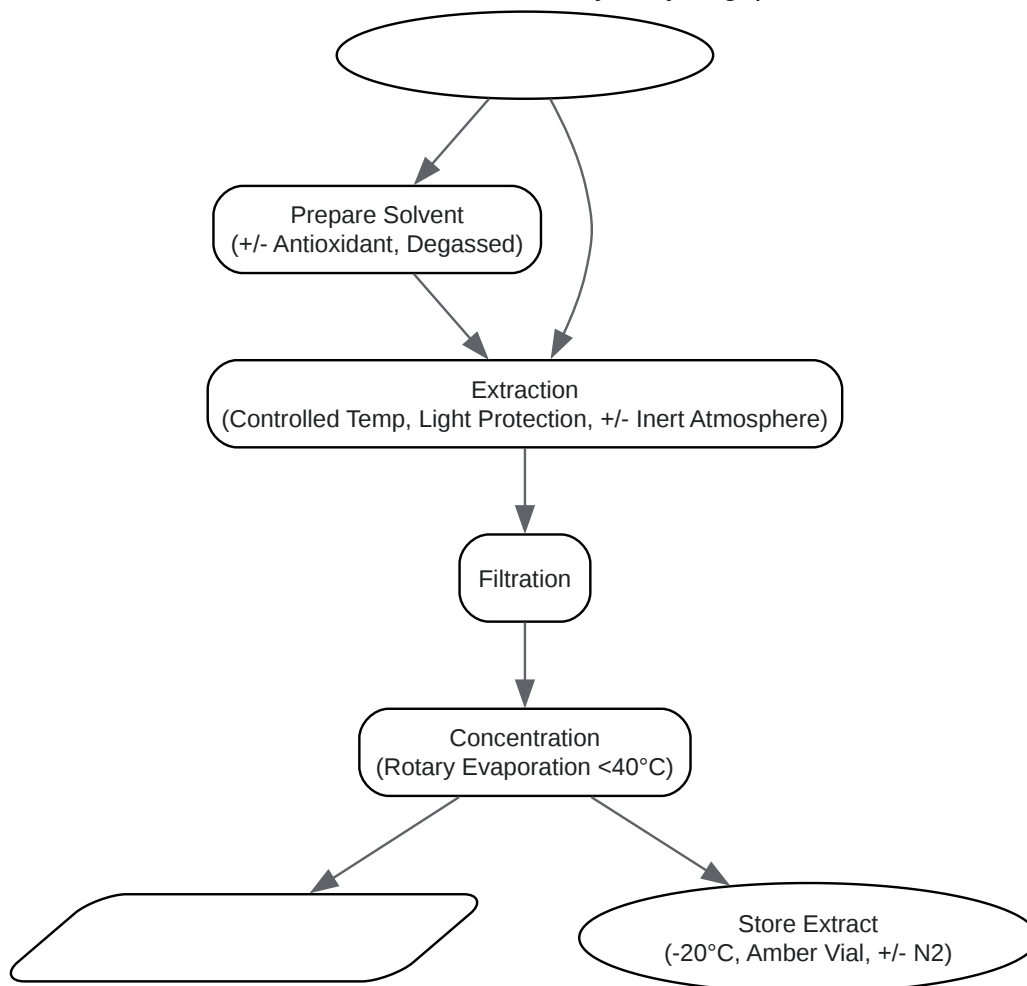 Prepare Solvent
(+/- Antioxidant, Degassed)
Extraction
(Controlled Temp, Light Protection, +/- Inert Atmosphere)
Filtration
Concentration
(Rotary Evaporation <40°C)
Store Extract
(-20°C, Amber Vial, +/- N2)